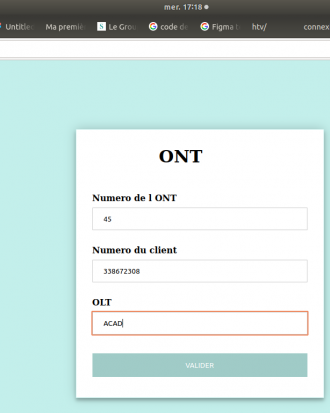 mer. 17:18
Untitle
Ma premiè
S Le Grou
code de
Figma
htv/
connex
ONT
Numero de l ONT
45
Numero du client
338672308
OLT
ACAD
VALIDER